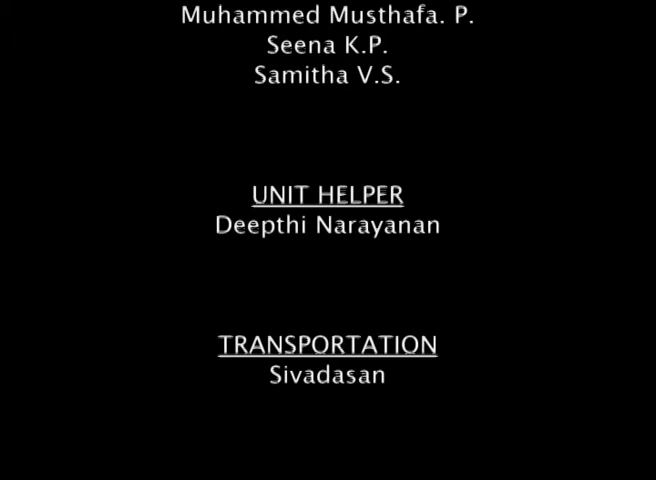 Muhammed Musthafa. P.
Seena K.P.
Samitha V.S.
UNIT HELPER
Deepthi Narayanan
TRANSPORTATION
Sivadasan